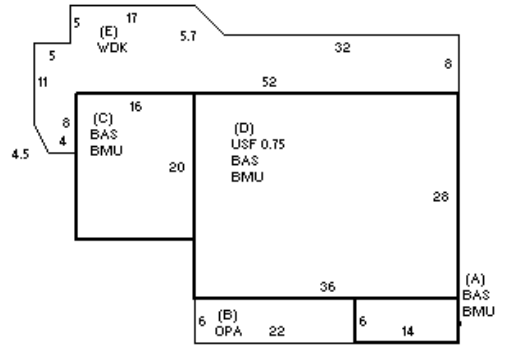 5
17
(E)
WDK
5.7
32
5
8
11
52
16
8
(C)
BAS
BMU
4
4.5
(D)
USF 0.75
BAS
BMU
20
28
36
(A)
BAS
BMU
6
(B)
OPA
22
6
14